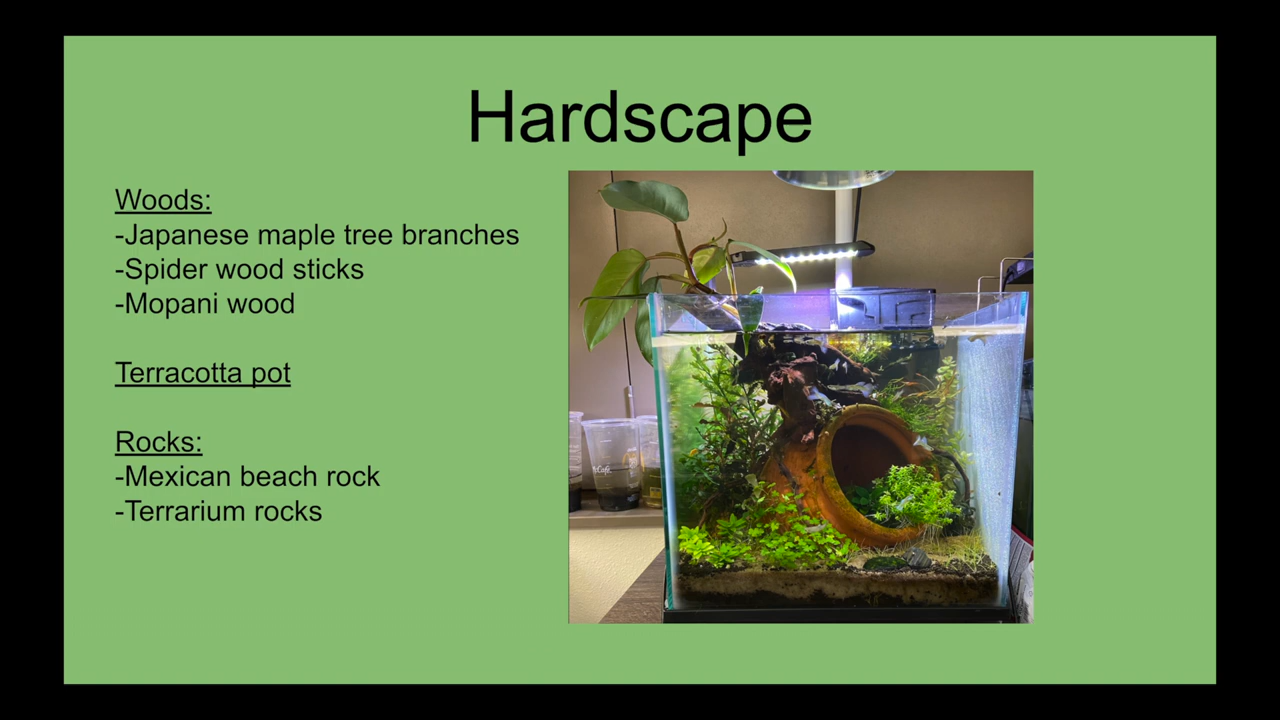 Hardscape
Woods:
-Japanese maple tree branches
-Spider wood sticks
-Mopani wood
Terracotta pot
Rocks:
-Mexican beach rock
-Terrarium rocks
McCafé